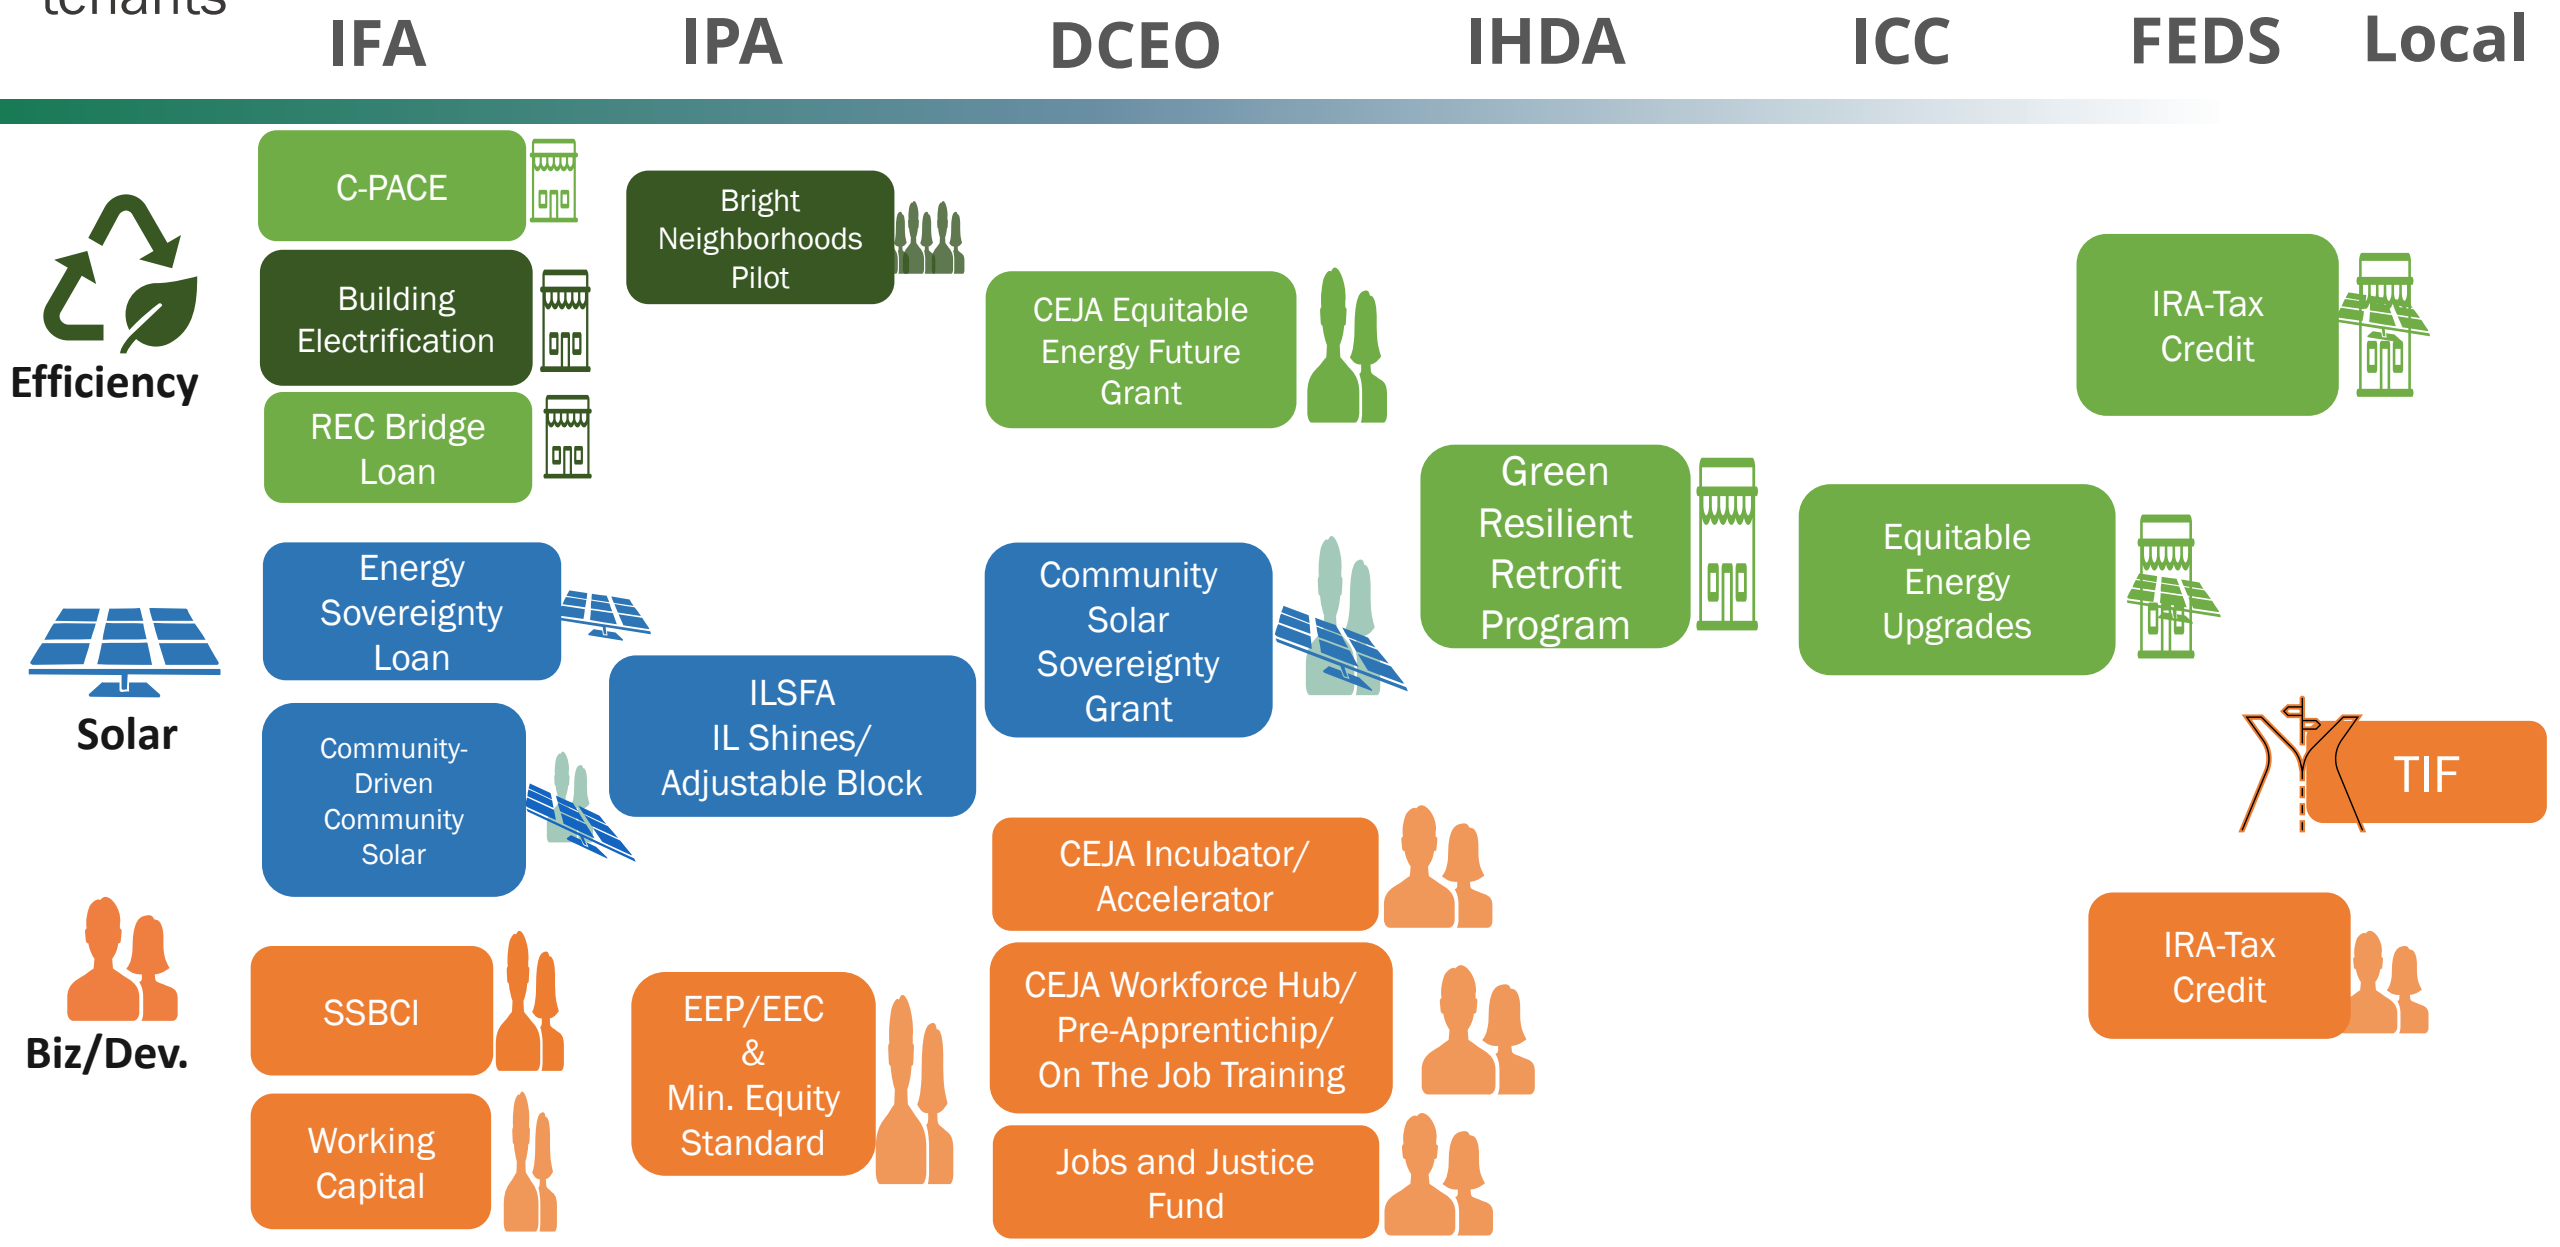 tenants
IFA
IPA
DCEO
IHDA
ICC
FEDS
Local
Efficiency
C-PACE
Building
Electrification
REC Bridge
Loan
Bright
Neighborhoods
Pilot
CEJA Equitable
Energy Future
Grant
Green
Resilient
Retrofit
Program
Equitable
Energy
Upgrades
IRA-Tax
Credit
Solar
Energy
Sovereignty
Loan
Community-
Driven
Community
Solar
ILSFA
IL Shines/
Adjustable Block
Community
Solar
Sovereignty
Grant
TIF
Biz/Dev.
SSBCI
Working
Capital
EEP/EEC
&
Min. Equity
Standard
CEJA Incubator/
Accelerator
CEJA Workforce Hub/
Pre-Apprentichip/
On The Job Training
Jobs and Justice
Fund
IRA-Tax
Credit